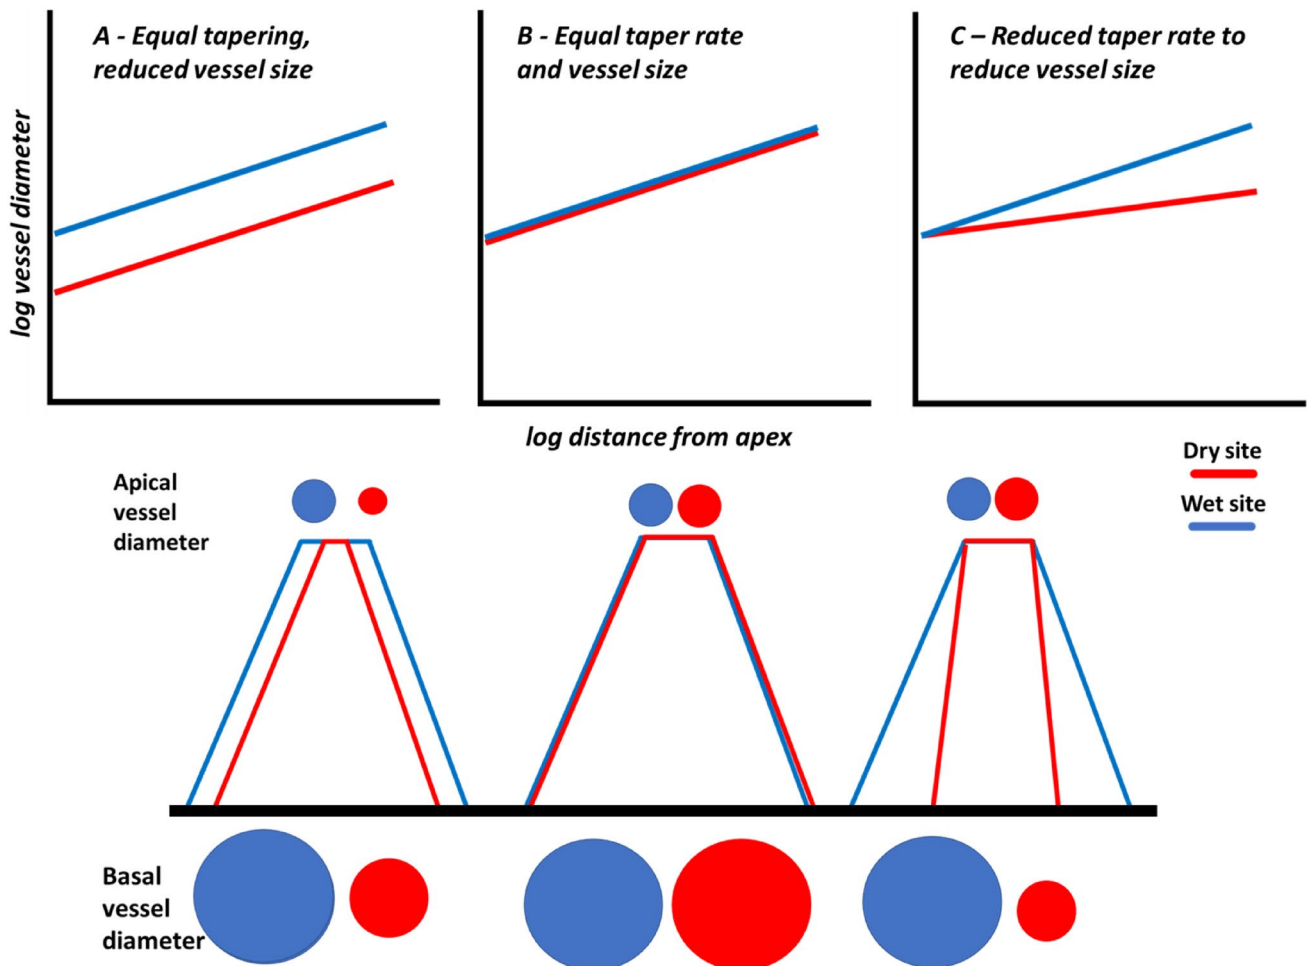 A - Equal tapering,
reduced vessel size
B - Equal taper rate
and vessel size
C – Reduced taper rate to
reduce vessel size
log vessel diameter
log distance from apex
Dry site
Wet site
Apical
vessel
diameter
Basal
vessel
diameter